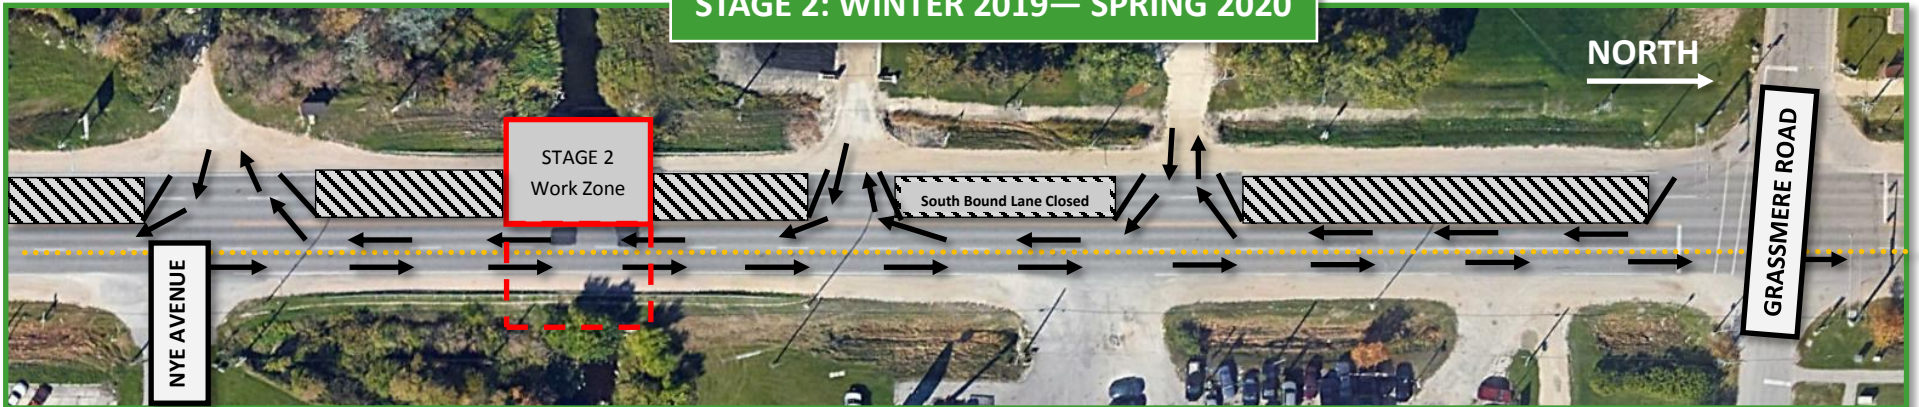 STAGE 2: WINTER 2019— SPRING 2020
NORTH
STAGE 2
Work Zone
South Bound Lane Closed
NYE AVENUE
GRASSMERE ROAD